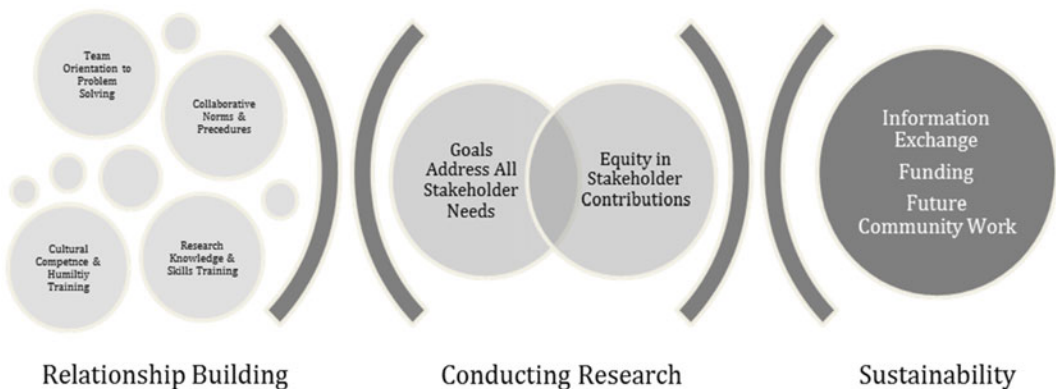 Team
Orientation to
Problem
Solving
Collaborative
Norms &
Precedures
Cultural
Competnce &
Humiltiy
Training
Research
Knowledge &
Skills Training
Goals
Address All
Stakeholder
Needs
Equity in
Stakeholder
Contributions
Information
Exchange
Funding
Future
Community Work
Relationship Building
Conducting Research
Sustainability